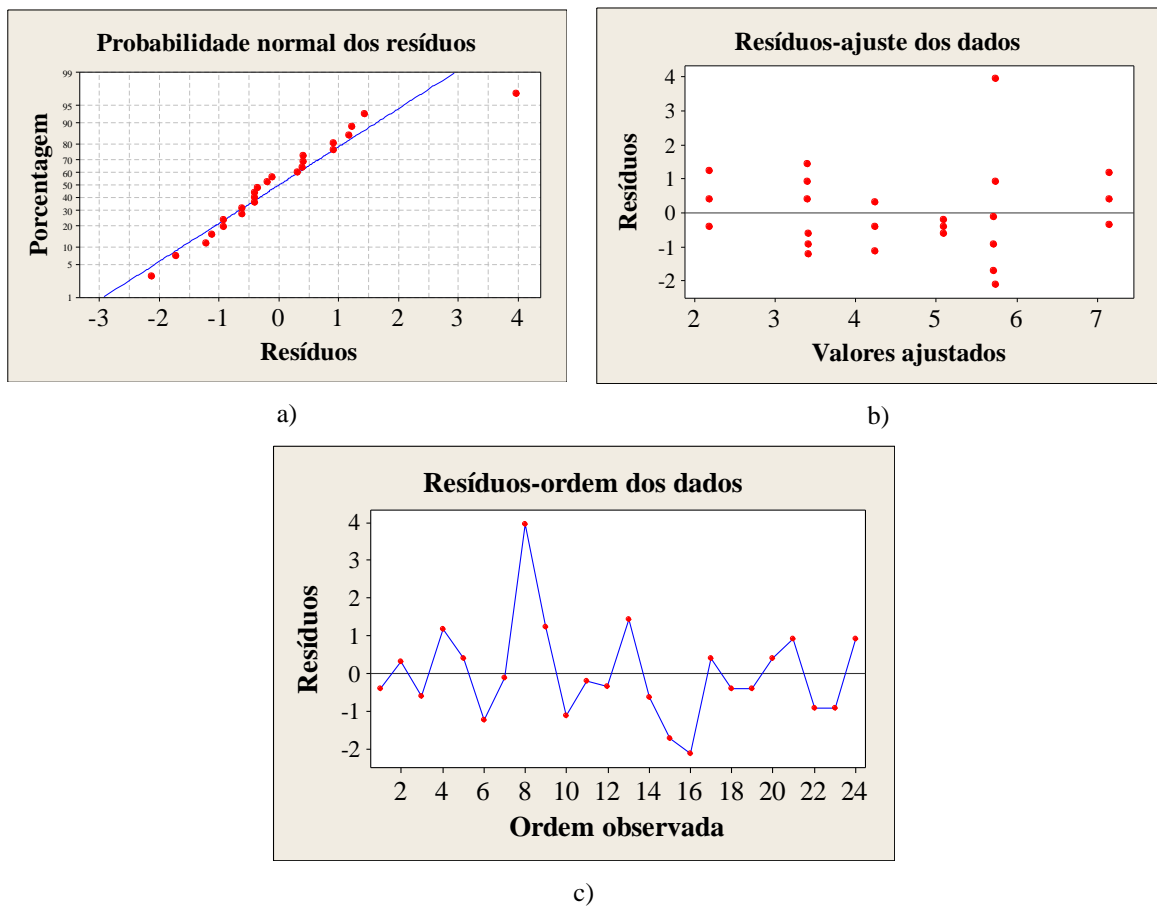 Probabilidade normal dos resíduos
Porcentagem
99
95
90
80
70
60
50
40
30
20
10
5
1
-3 -2 -1 0 1 2 3 4
Resíduos
a)
Resíduos-ajuste dos dados
Resíduos
4
3
2
1
0
-1
-2
2 3 4 5 6 7
Valores ajustados
b)
Resíduos-ordem dos dados
Resíduos
4
3
2
1
0
-1
-2
2 4 6 8 10 12 14 16 18 20 22 24
Ordem observada
c)